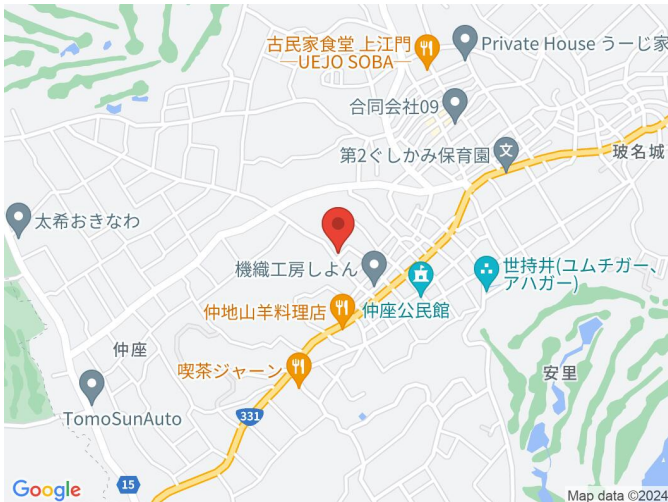 古民家食堂 上江門
―UEJO SOBA―
Private House うーじ家
合同会社09
第2ぐしかみ保育園
玻名城
太希おきなわ
機織工房しよん
世持井(ユムチガー、
アハガー)
仲地山羊料理店
仲座公民館
仲座
喫茶ジャーン
安里
TomoSunAuto
331
15
Google
Map data ©2024